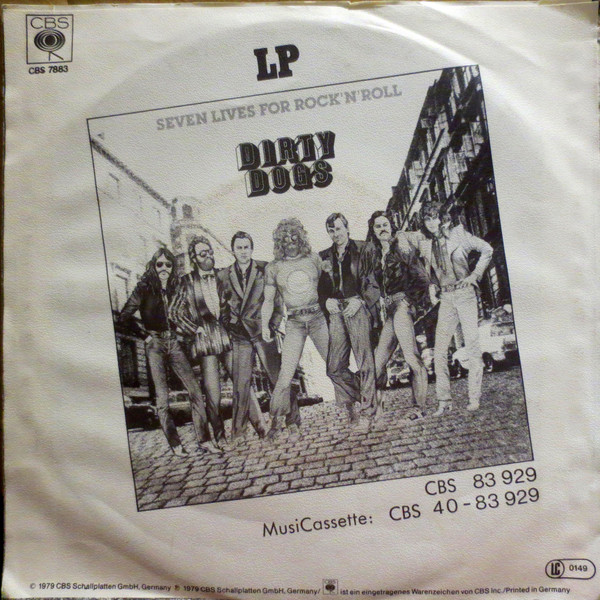 CBS
CBS 7883
LP
SEVEN LIVES FOR ROCK'N'ROLL
DIRTY
DOGS
CBS 83 929
MusiCassette: CBS 40-83 929
© 1979 CBS Schallplatten GmbH, Germany ℗ 1979 CBS Schallplatten GmbH, Germany/ ist ein eingetragenes Warenzeichen von CBS Inc./Printed in Germany
LC 0149